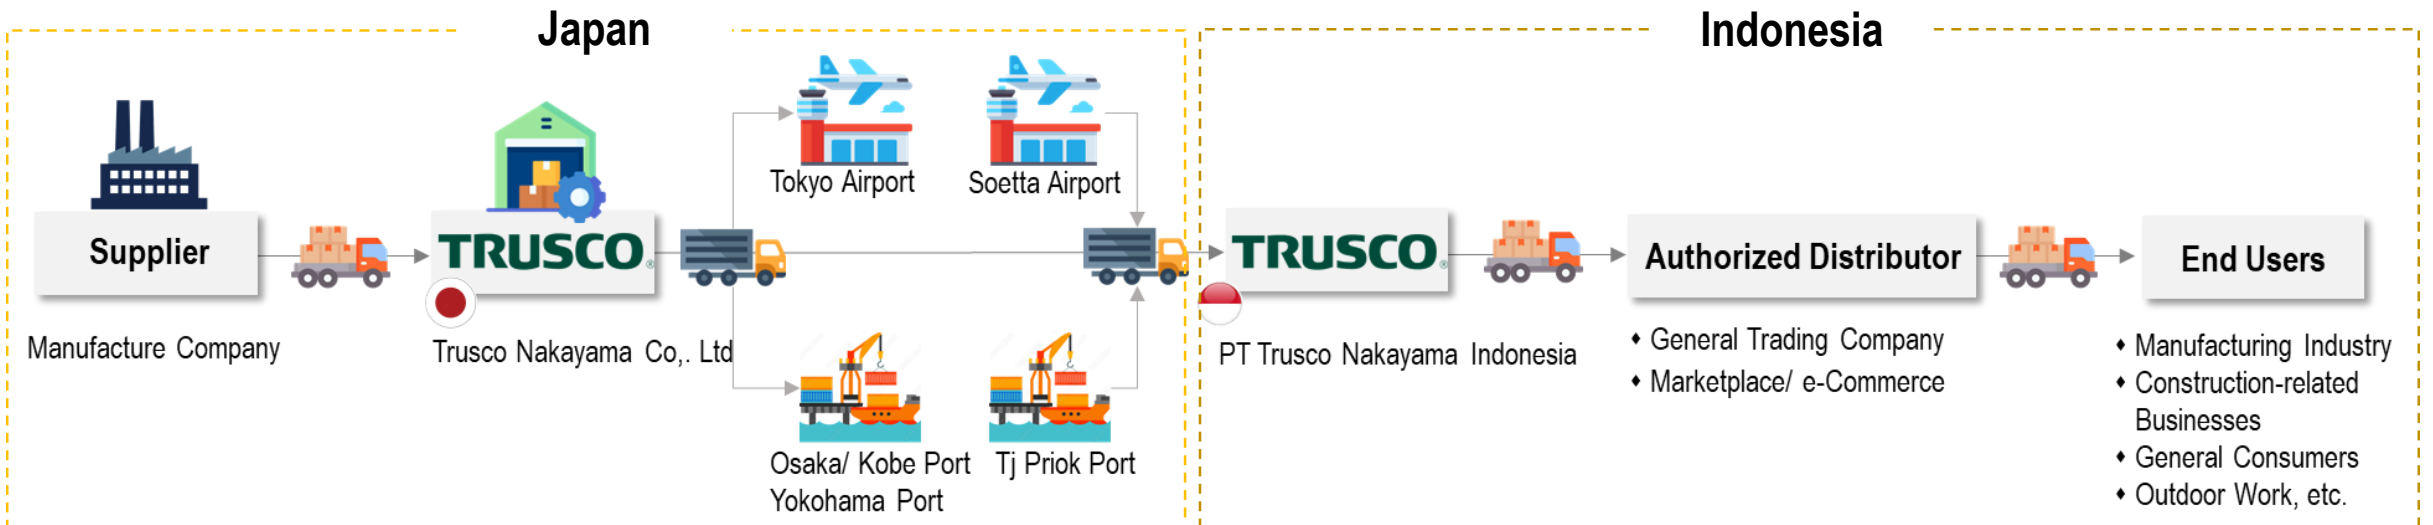 Japan
Indonesia
Tokyo Airport
Soetta Airport
Supplier
TRUSCO
TRUSCO
Authorized Distributor
End Users
Manufacture Company
Trusco Nakayama Co,. Ltd
PT Trusco Nakayama Indonesia
♦ General Trading Company
♦ Marketplace/ e-Commerce
♦ Manufacturing Industry
♦ Construction-related
Businesses
♦ General Consumers
♦ Outdoor Work, etc.
Osaka/ Kobe Port
Yokohama Port
Tj Priok Port